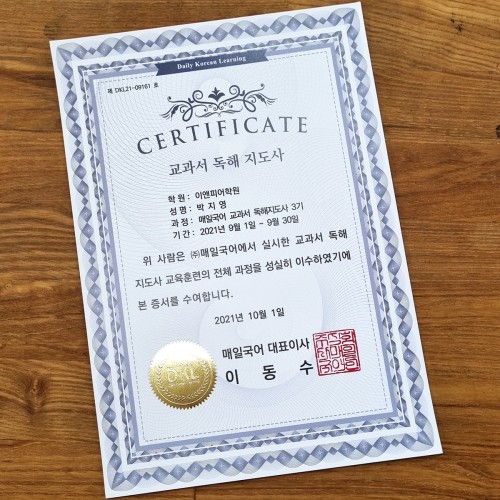 Daily Korean Learning
제 DKL21-09161 호
CERTIFICATE
교과서 독해 지도사
학 원 : 이앤피어학원
성 명 : 박 지 영
과 정 : 매일국어 교과서 독해지도사 3기
기 간 : 2021년 9월 1일 ~ 9월 30일
위 사람은 ㈜매일국어에서 실시한 교과서 독해
지도사 교육훈련의 전체 과정을 성실히 이수하였기에
본 증서를 수여합니다.
2021년 10월 1일
매일국어 대표이사
이 동 수
DKL